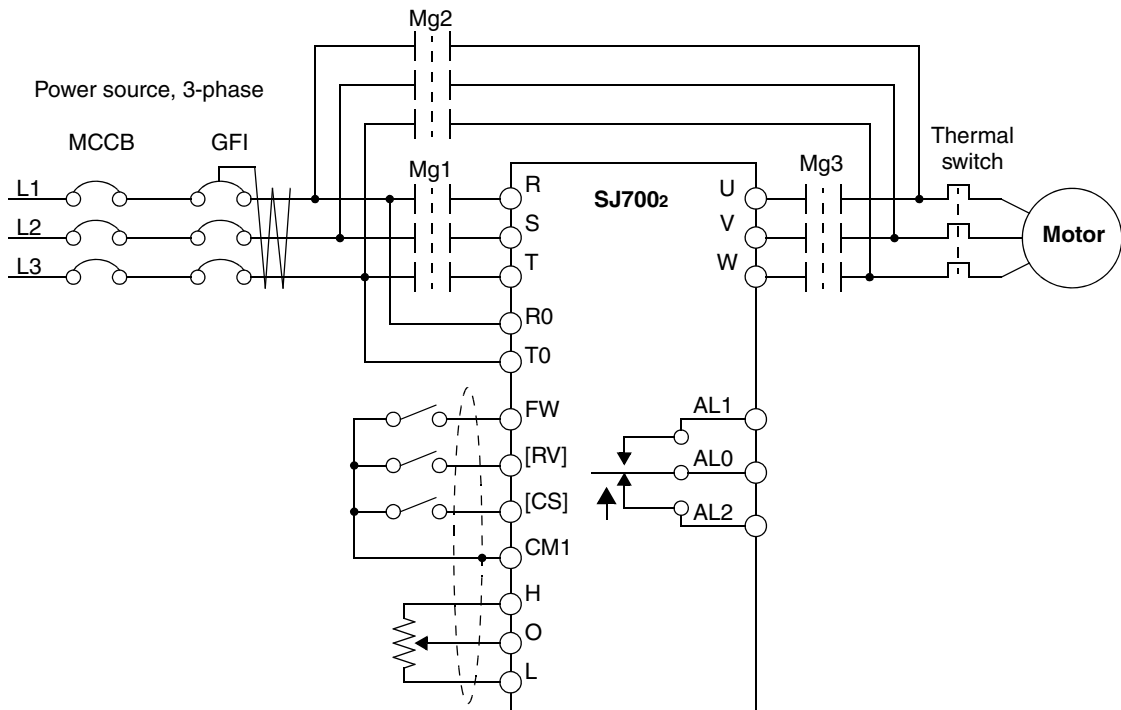 Mg2
Power source, 3-phase
MCCB
GFI
Mg1
Mg3
Thermal
switch
L1
L2
L3
R
S
T
R0
T0
SJ7002
U
V
W
Motor
FW
[RV]
[CS]
CM1
H
O
L
AL1
AL0
AL2